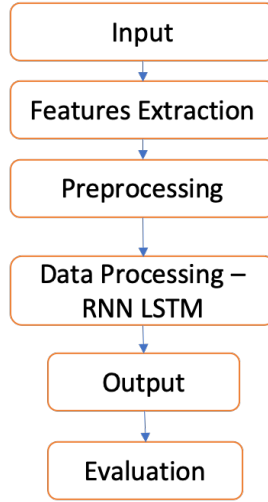 Input
Features Extraction
Preprocessing
Data Processing –
RNN LSTM
Output
Evaluation